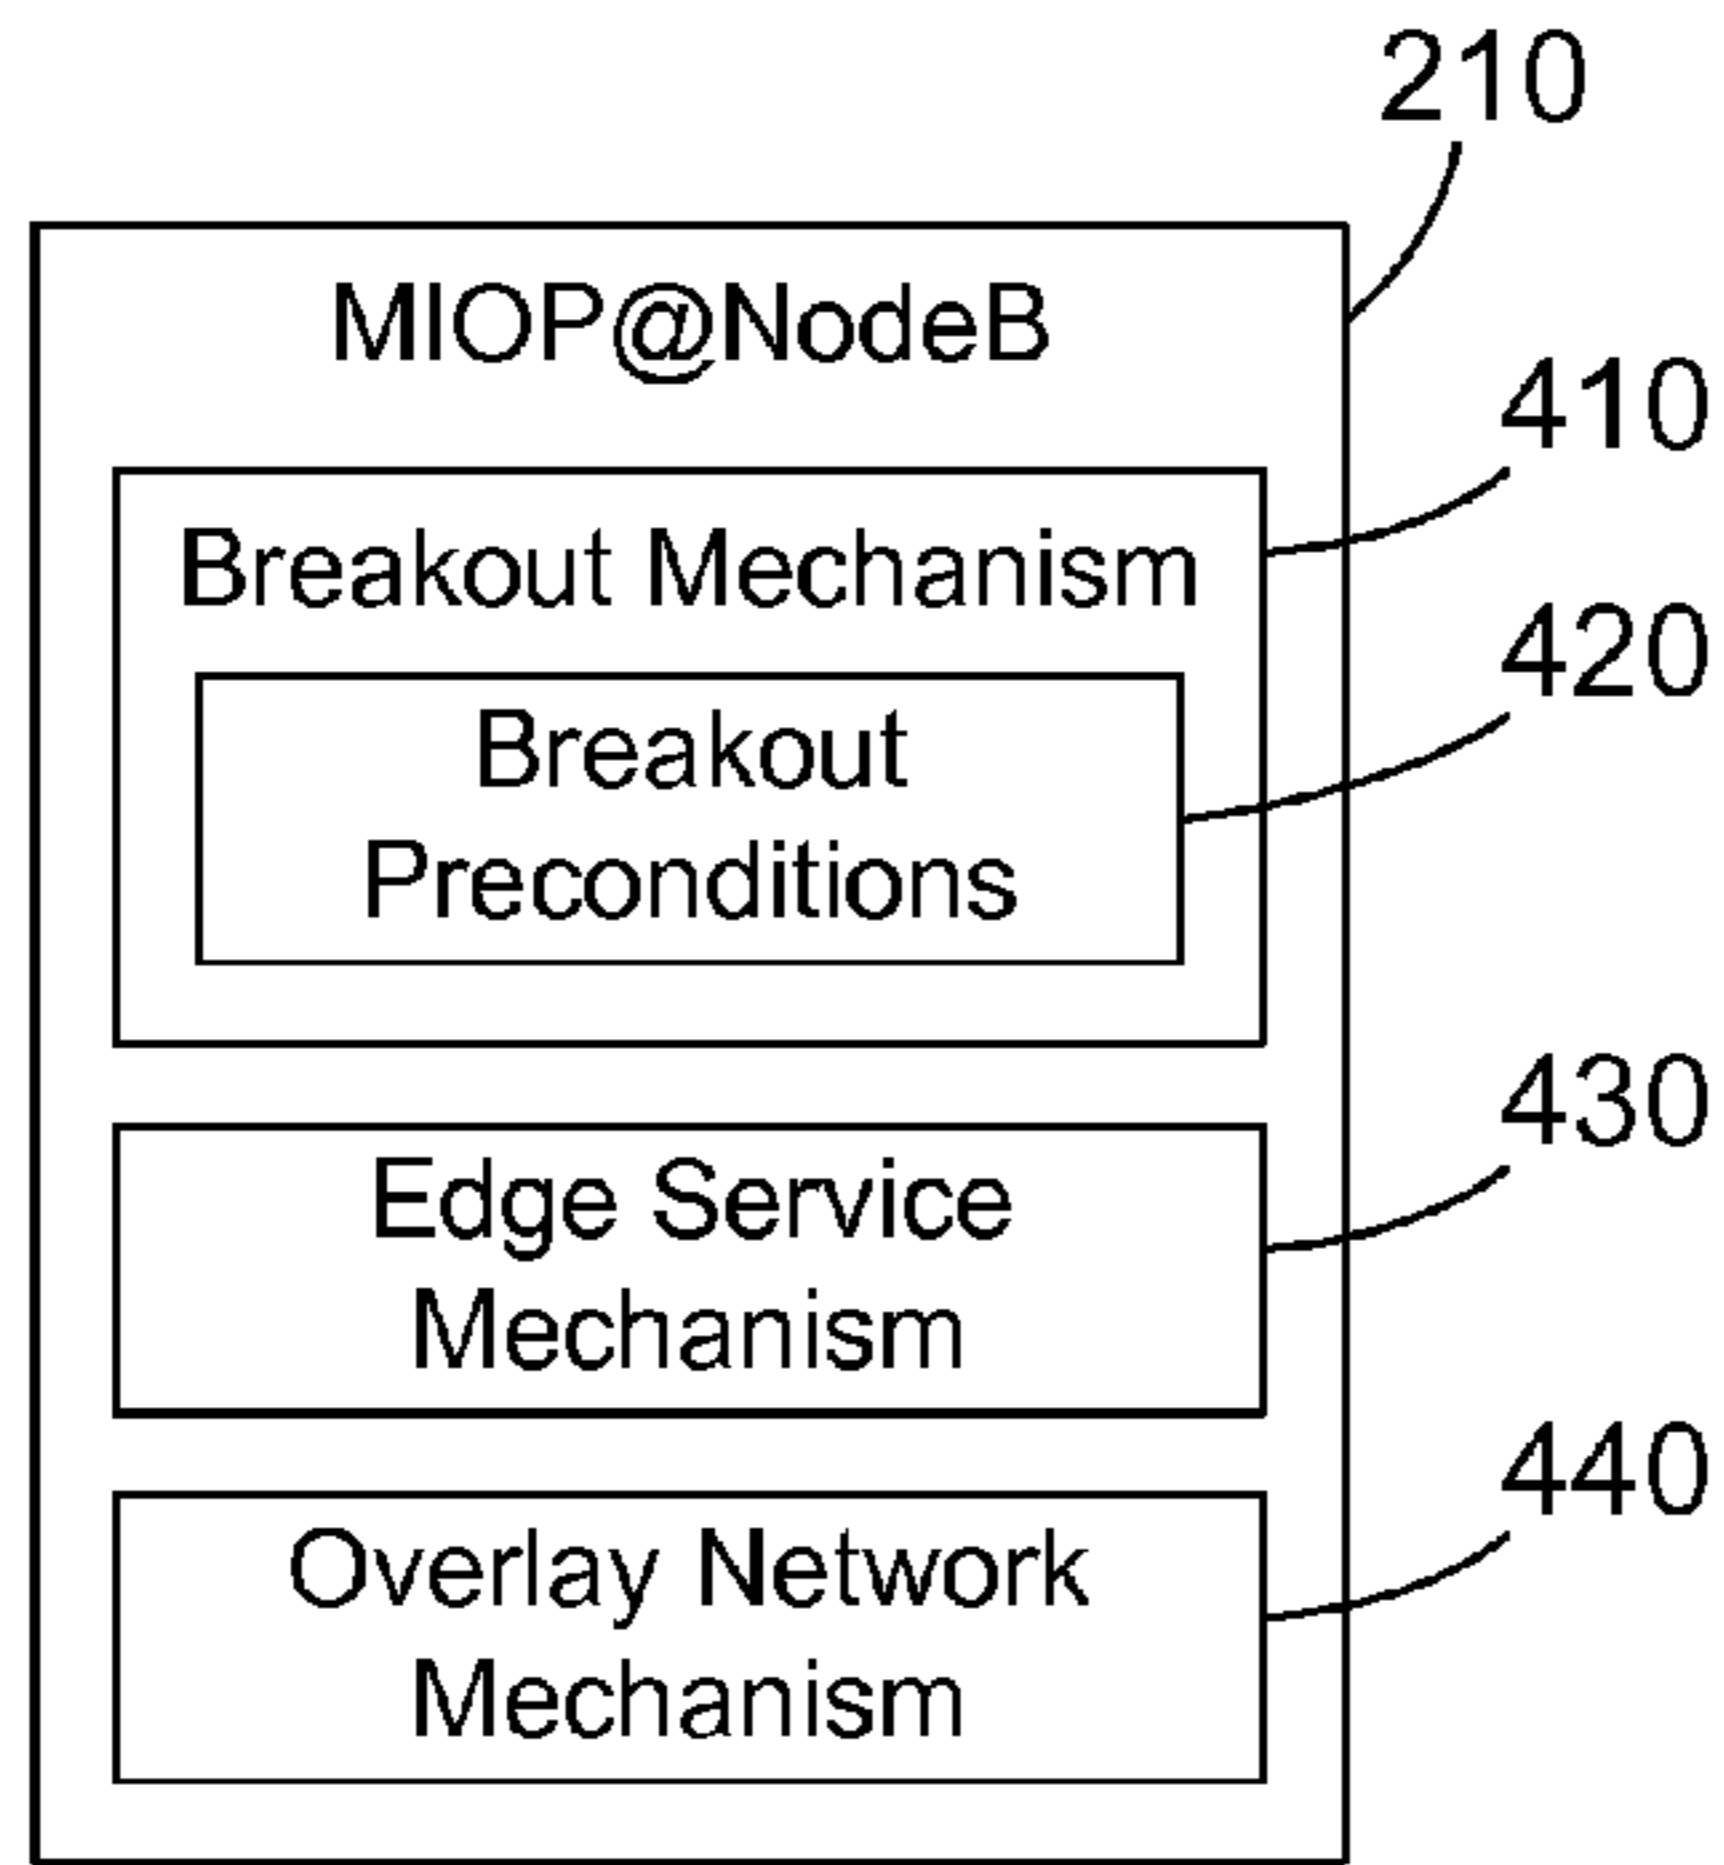 210
MIOP@NodeB
410
Breakout Mechanism
420
Breakout
Preconditions
430
Edge Service
Mechanism
440
Overlay Network
Mechanism